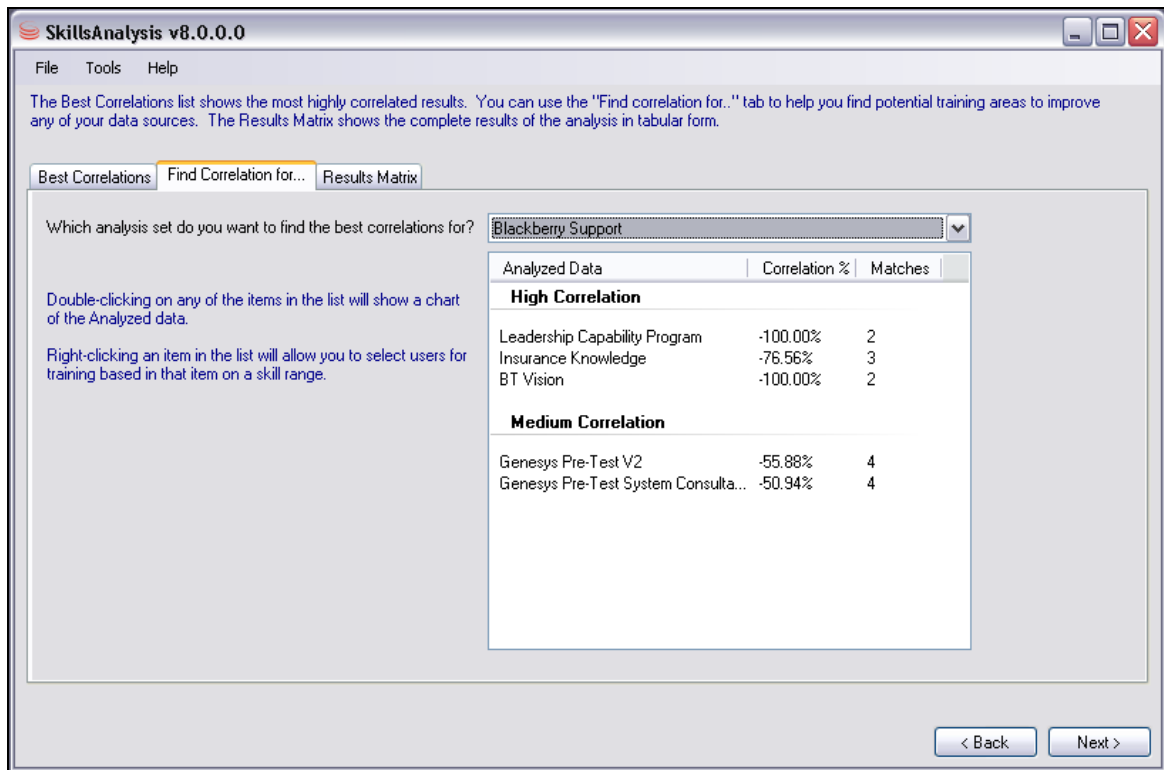 SkillsAnalysis v8.0.0.0
File Tools Help
The Best Correlations list shows the most highly correlated results. You can use the "Find correlation for.." tab to help you find potential training areas to improve
any of your data sources. The Results Matrix shows the complete results of the analysis in tabular form.
Best Correlations Find Correlation for... Results Matrix
Which analysis set do you want to find the best correlations for? Blackberry Support
Analyzed Data Correlation % Matches
High Correlation
Double-clicking on any of the items in the list will show a chart
of the Analyzed data.
Right-clicking an item in the list will allow you to select users for
training based in that item on a skill range.
Leadership Capability Program -100.00% 2
Insurance Knowledge -76.56% 3
BT Vision -100.00% 2
Medium Correlation
Genesys Pre-Test V2 -55.88% 4
Genesys Pre-Test System Consulta... -50.94% 4
< Back Next >